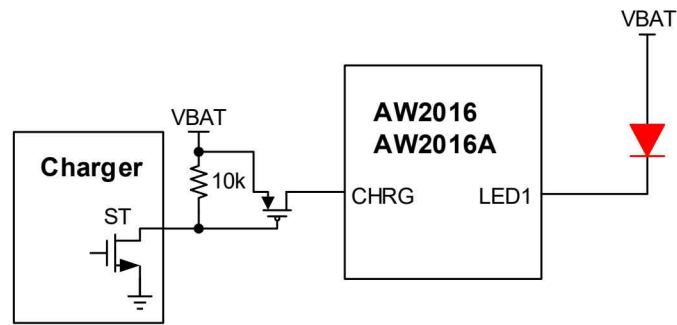 VBAT
VBAT
AW2016
AW2016A
Charger
10k
CHRG
LED1
ST